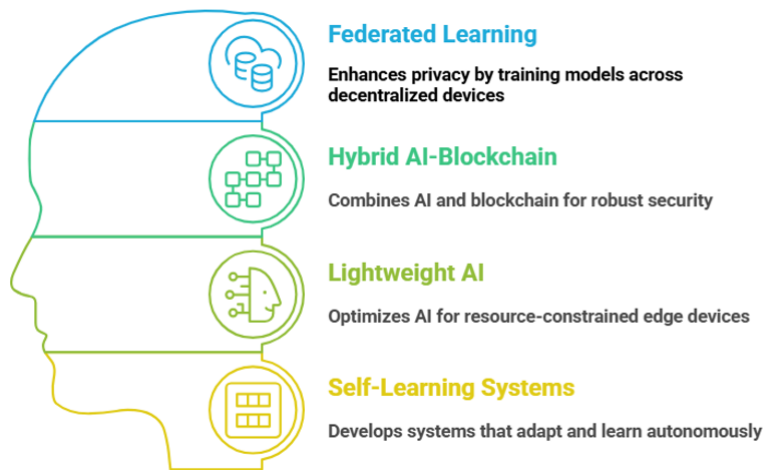 Federated Learning
Enhances privacy by training models across
decentralized devices
Hybrid AI-Blockchain
Combines AI and blockchain for robust security
Lightweight AI
Optimizes AI for resource-constrained edge devices
Self-Learning Systems
Develops systems that adapt and learn autonomously